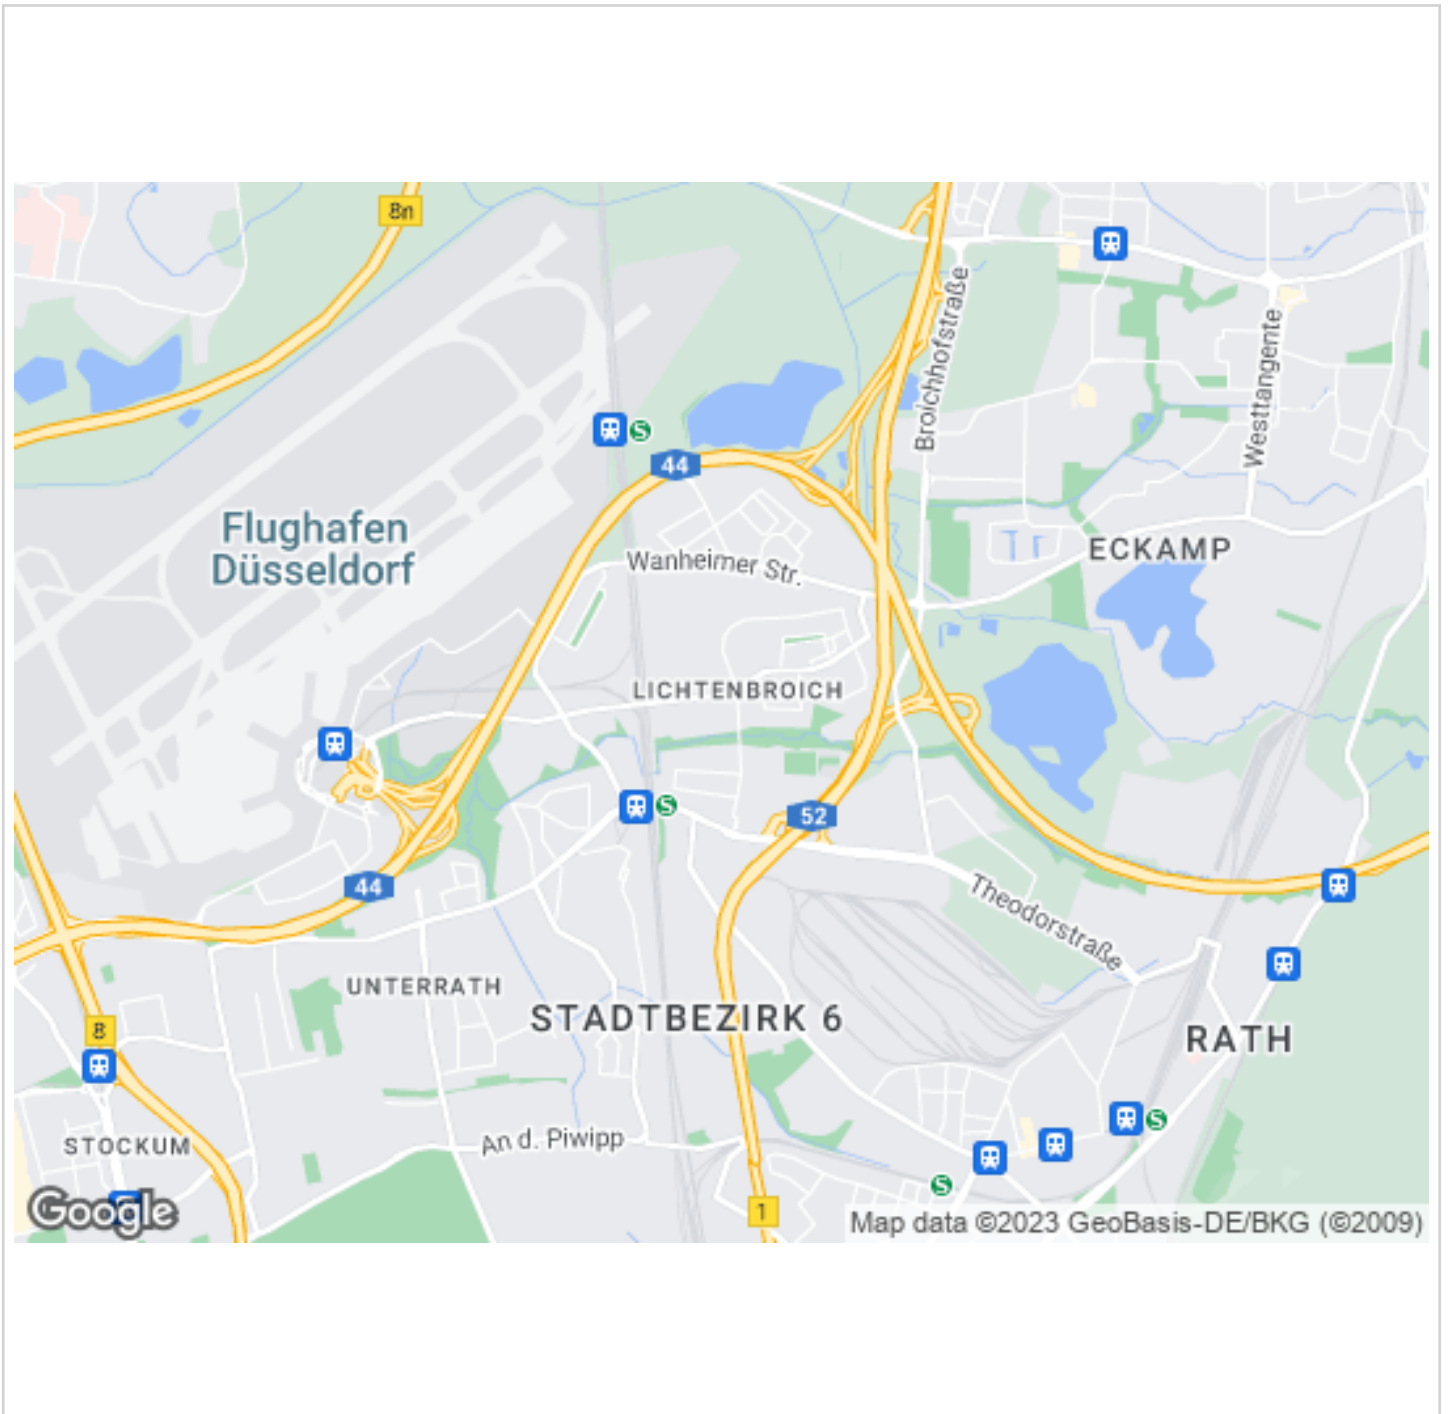 8n
Broichhofstraße
Westtangente
S
44
Flughafen
Düsseldorf
Wanheimer Str.
ECKAMP
LICHTENBROICH
S
52
44
Theodorstraße
UNTERRATH
STADTBEZIRK 6
8
RATH
S
An d. Piwipp
STOCKUM
S
1
Google
Map data ©2023 GeoBasis-DE/BKG (©2009)